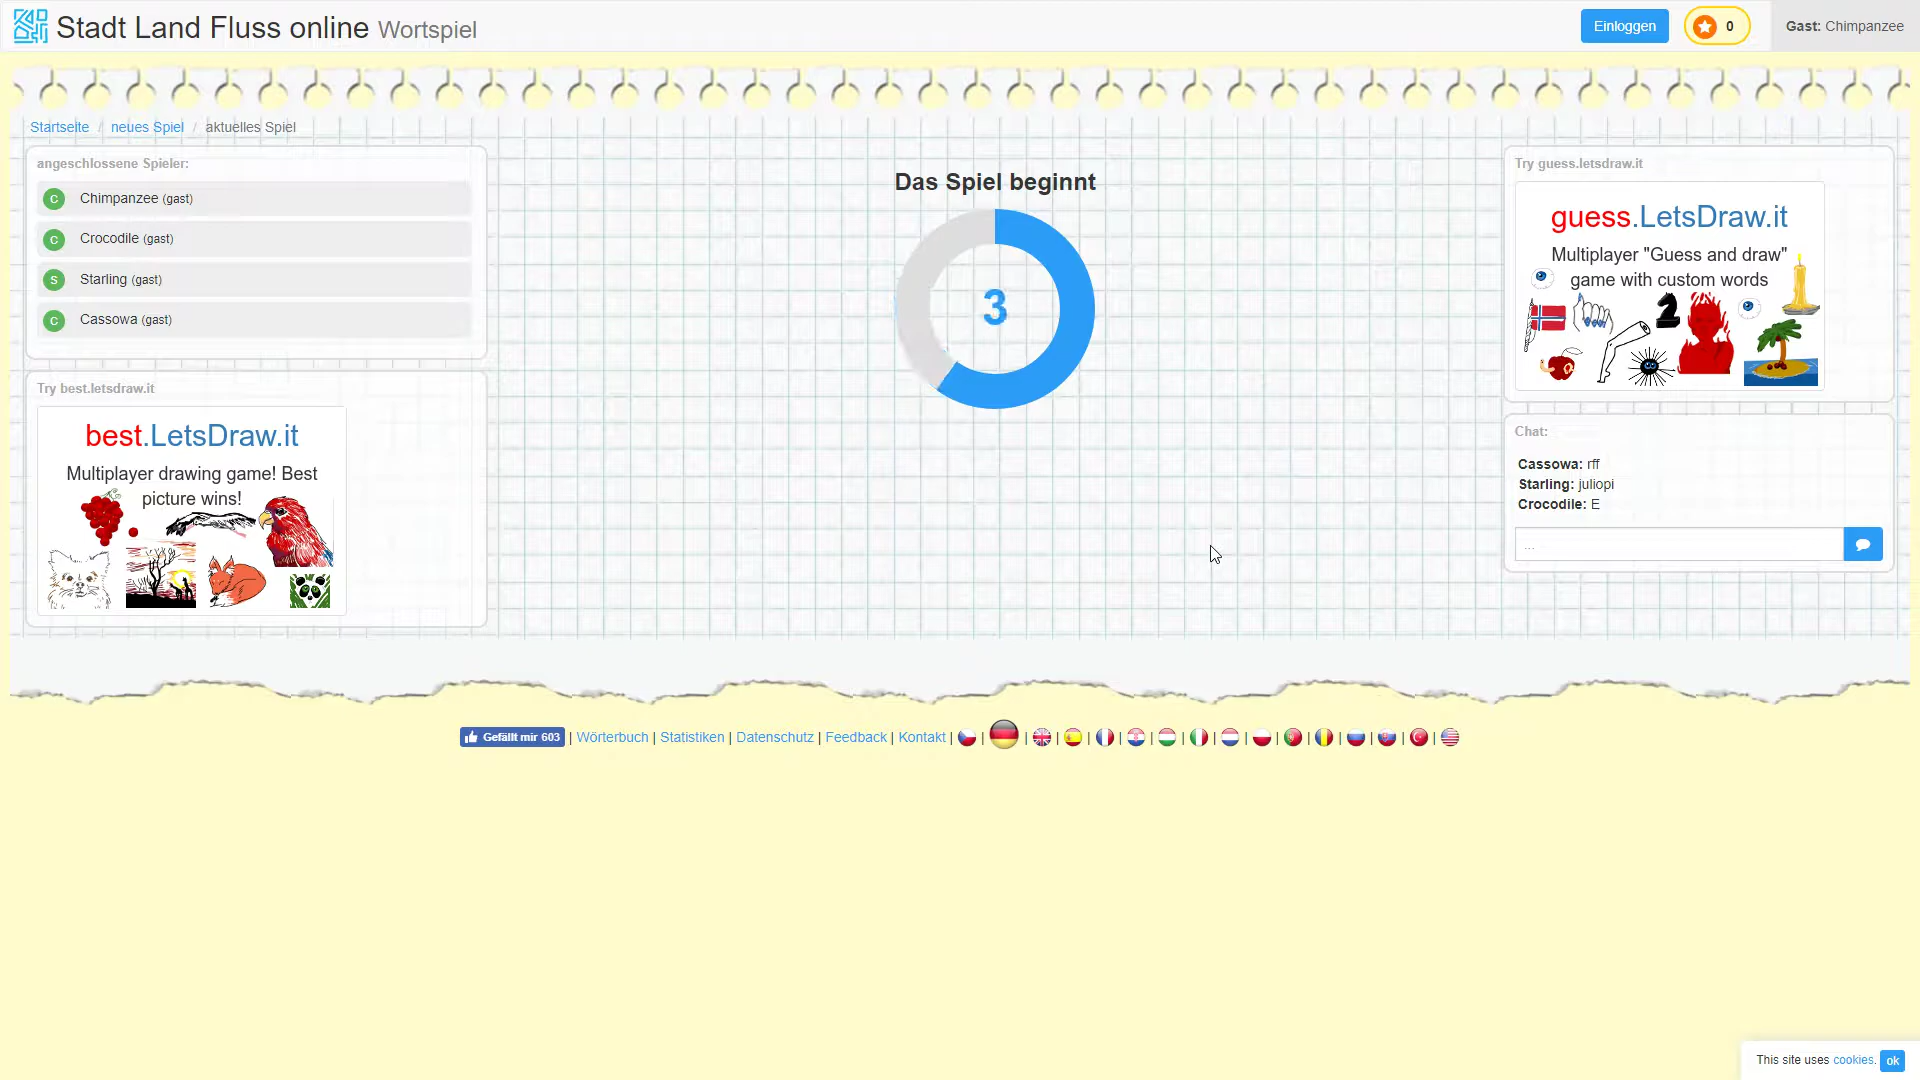 Stadt Land Fluss online Wortspiel
Einloggen
0
Gast: Chimpanzee
Startseite / neues Spiel / aktuelles Spiel
angeschlossene Spieler:
C Chimpanzee (gast)
C Crocodile (gast)
S Starling (gast)
C Cassowa (gast)
Try best.letsdraw.it
best.LetsDraw.it
Multiplayer drawing game! Best
picture wins!
Das Spiel beginnt
3
Try guess.letsdraw.it
guess.LetsDraw.it
Multiplayer "Guess and draw"
game with custom words
Chat:
Cassowa: rff
Starling: juliopi
Crocodile: E
...
Gefällt mir 603 | Wörterbuch | Statistiken | Datenschutz | Feedback | Kontakt | | | | | | | | | | | | | | | | |
This site uses cookies. ok